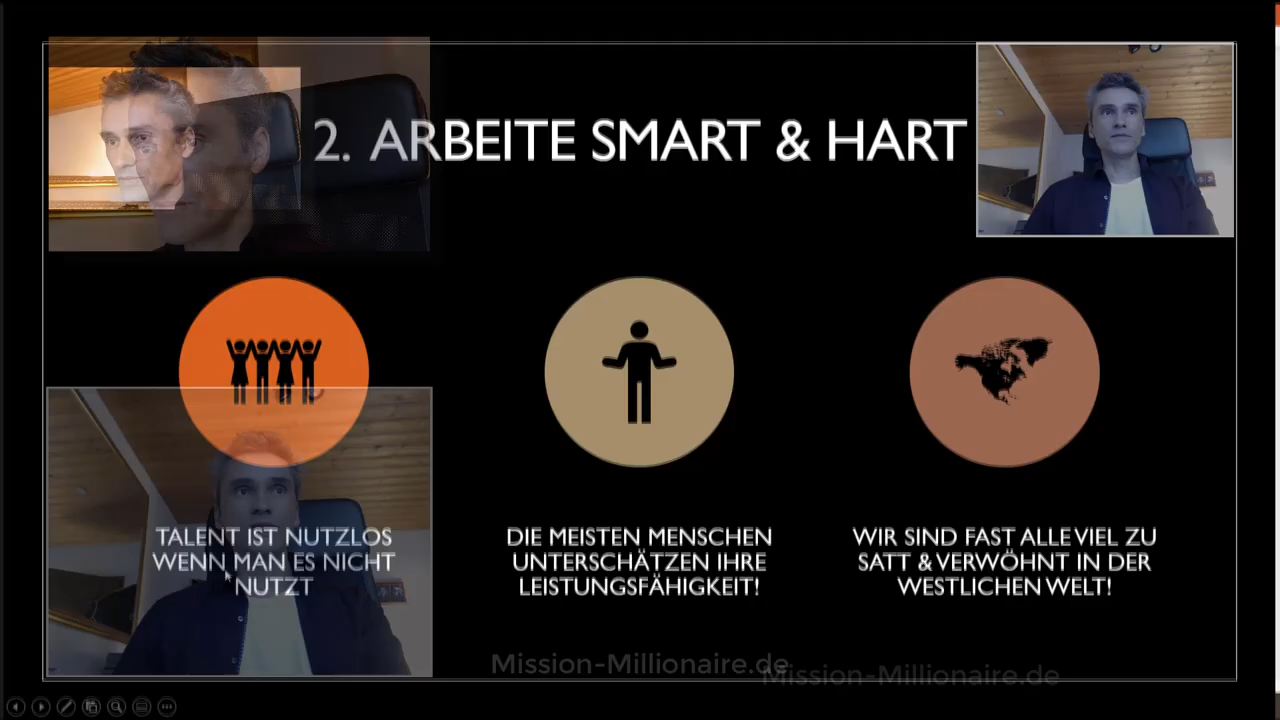 2. ARBEITE SMART & HART
TALENT IST NUTZLOS
WENN MAN ES NICHT
NUTZT
DIE MEISTEN MENSCHEN
UNTERSCHÄTZEN IHRE
LEISTUNGSFÄHIGKEIT!
WIR SIND FAST ALLE VIEL ZU
SATT & VERWÖHNT IN DER
WESTLICHEN WELT!
Mission-Millionaire.de
Mission-Millionaire.de